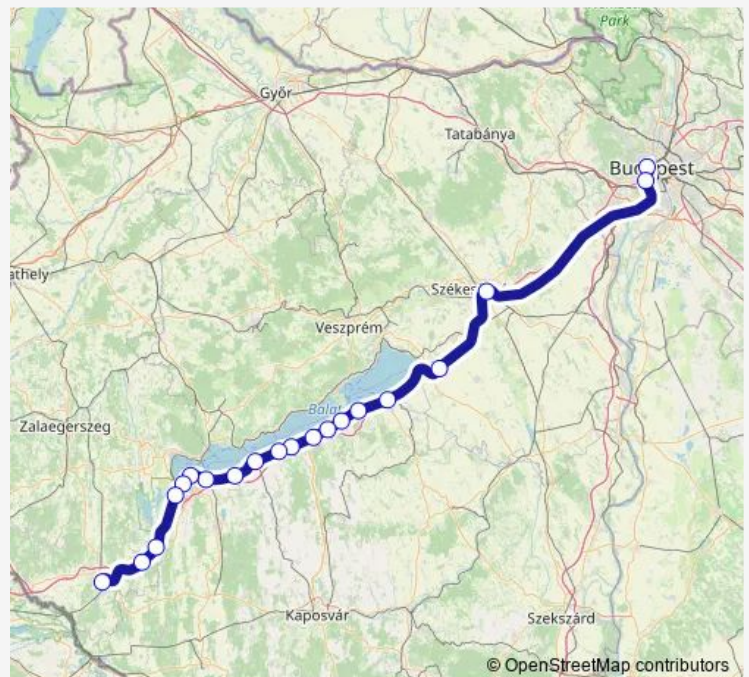 Park
Győr
Tatabánya
Budapest
athely
Székes
Veszprém
Balat
Zalaegerszeg
Kaposvár
Szekszárd
© OpenStreetMap contributors